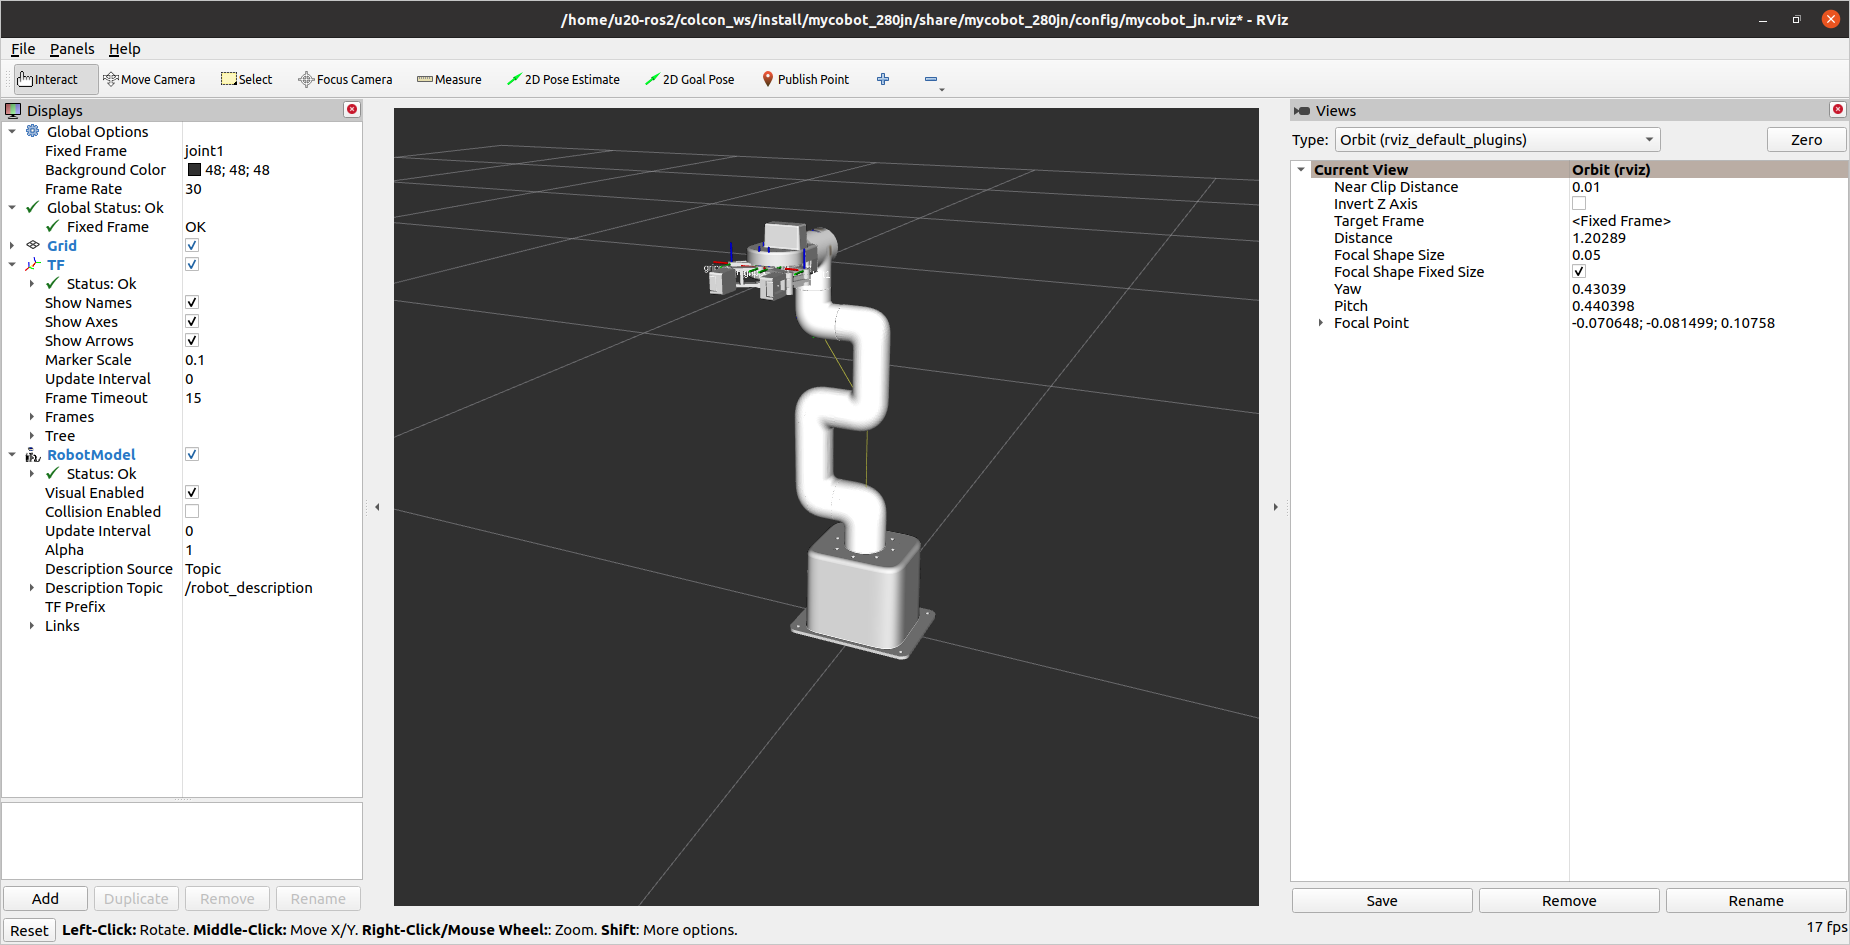 /home/u20-ros2/colcon_ws/install/mycobot_280jn/share/mycobot_280jn/config/mycobot_jn.rviz* - RViz
File Panels Help
Interact Move Camera Select Focus Camera Measure 2D Pose Estimate 2D Goal Pose Publish Point
Displays
Global Options
Fixed Frame joint1
Background Color 48; 48; 48
Frame Rate 30
Global Status: Ok
Fixed Frame OK
Grid
TF
Status: Ok
Show Names
Show Axes
Show Arrows
Marker Scale 0.1
Update Interval 0
Frame Timeout 15
Frames
Tree
RobotModel
Status: Ok
Visual Enabled
Collision Enabled
Update Interval 0
Alpha 1
Description Source Topic
Description Topic /robot_description
TF Prefix
Links
Add Duplicate Remove Rename
Reset Left-Click: Rotate. Middle-Click: Move X/Y. Right-Click/Mouse Wheel:: Zoom. Shift: More options.
Views
Type: Orbit (rviz_default_plugins) Zero
Current View Orbit (rviz)
Near Clip Distance 0.01
Invert Z Axis
Target Frame <Fixed Frame>
Distance 1.20289
Focal Shape Size 0.05
Focal Shape Fixed Size
Yaw 0.43039
Pitch 0.440398
Focal Point -0.070648; -0.081499; 0.10758
Save Remove Rename
17 fps